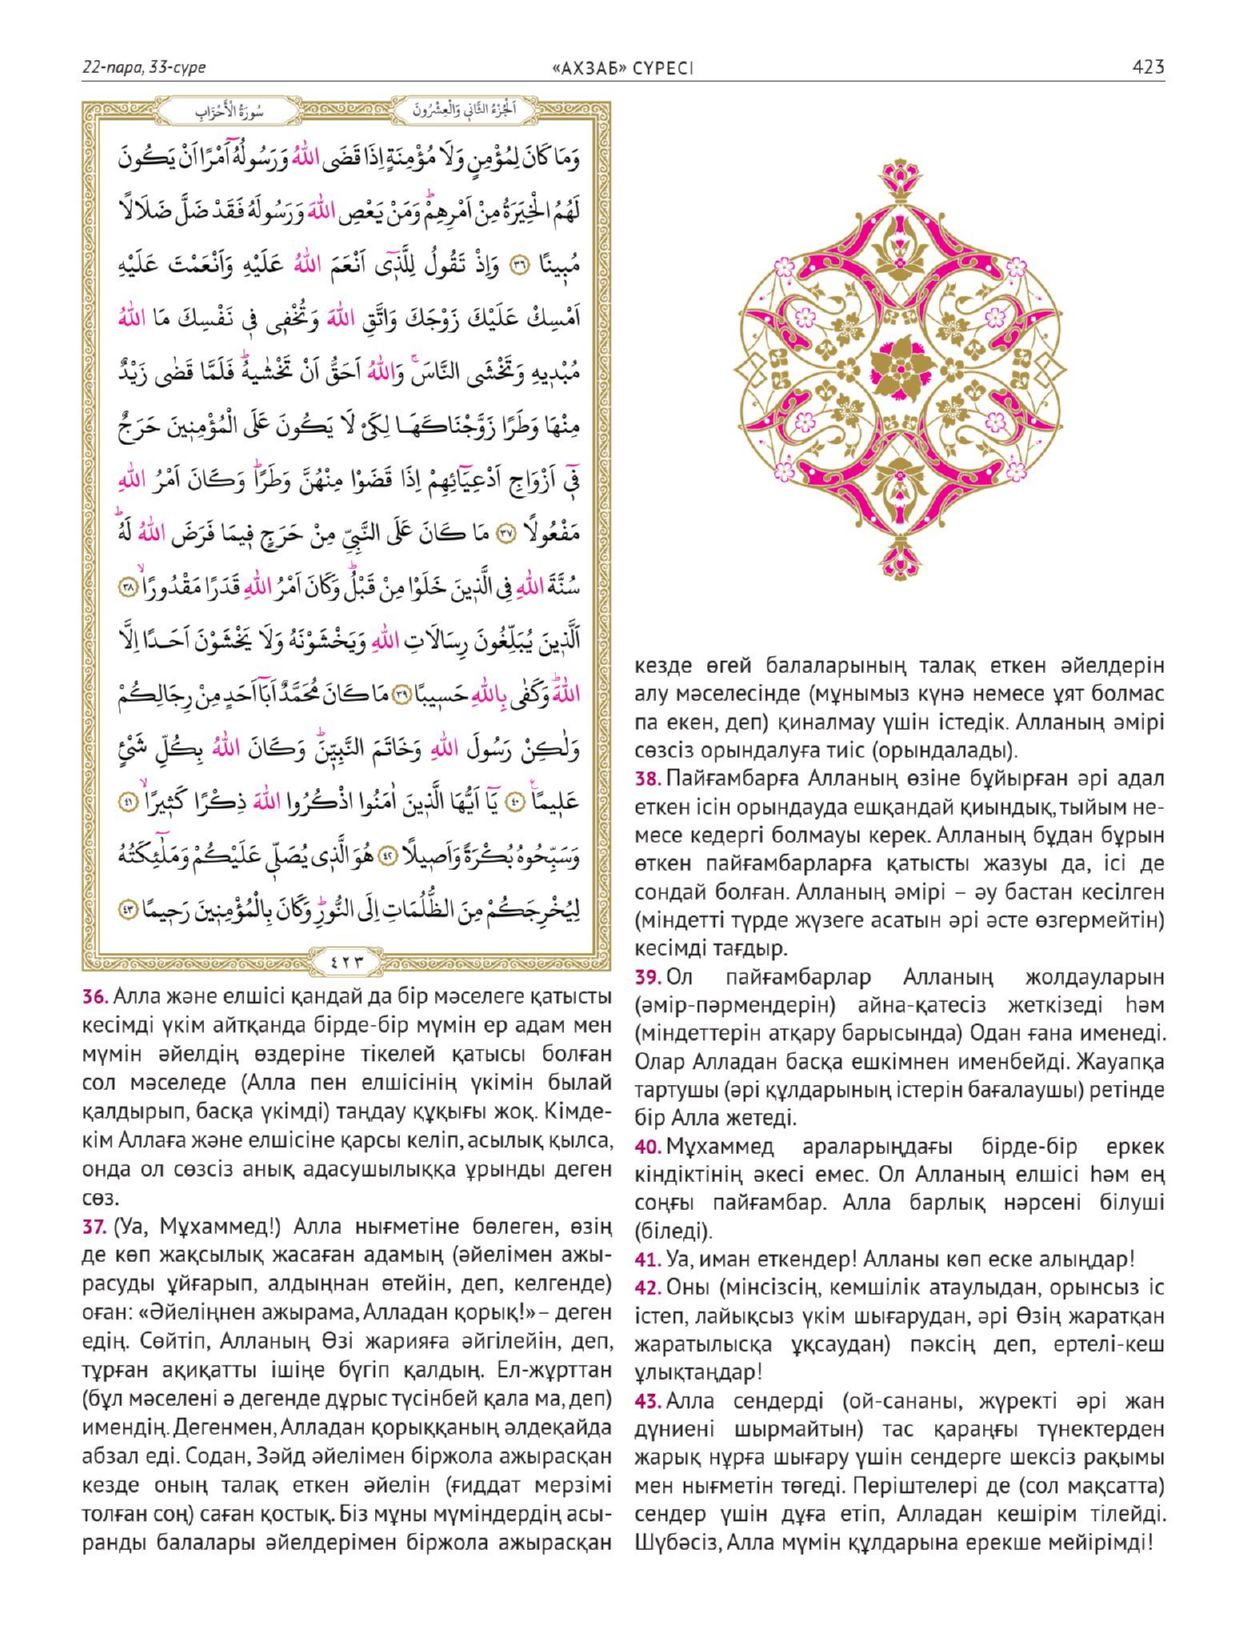 22-пара, 33-сүре
«АХЗАБ» СҮРЕСІ
423
سُورَةُ الْأَحْزَابِ
اَلْجُزْءُ الثَّانِي وَالْعِشْرُونَ
وَمَا كَانَ لِمُؤْمِنٍ وَلَا مُؤْمِنَةٍ اِذَا قَضَى اللّٰهُ وَرَسُولُهُٓ اَمْرًا اَنْ يَكُونَ
لَهُمُ الْخِيَرَةُ مِنْ اَمْرِهِمْۜ وَمَنْ يَعْصِ اللّٰهَ وَرَسُولَهُ فَقَدْ ضَلَّ ضَلَالًا
مُب۪ينًا ﴿٣٦﴾ وَاِذْ تَقُولُ لِلَّذ۪ٓي اَنْعَمَ اللّٰهُ عَلَيْهِ وَاَنْعَمْتَ عَلَيْهِ
اَمْسِكْ عَلَيْكَ زَوْجَكَ وَاتَّقِ اللّٰهَ وَتُخْف۪ي ف۪ي نَفْسِكَ مَا اللّٰهُ
مُبْد۪يهِ وَتَخْشَى النَّاسَۚ وَاللّٰهُ اَحَقُّ اَنْ تَخْشٰيهُۜ فَلَمَّا قَضٰى زَيْدٌ
مِنْهَا وَطَرًا زَوَّجْنَاكَهَا لِكَيْ لَا يَكُونَ عَلَى الْمُؤْمِن۪ينَ حَرَجٌ
ف۪ٓي اَزْوَاجِ اَدْعِيَٓائِهِمْ اِذَا قَضَوْا مِنْهُنَّ وَطَرًاۜ وَكَانَ اَمْرُ اللّٰهِ
مَفْعُولًا ﴿٣٧﴾ مَا كَانَ عَلَى النَّبِيِّ مِنْ حَرَجٍ ف۪يمَا فَرَضَ اللّٰهُ لَهُۜ
سُنَّةَ اللّٰهِ فِي الَّذ۪ينَ خَلَوْا مِنْ قَبْلُۜ وَكَانَ اَمْرُ اللّٰهِ قَدَرًا مَقْدُورًاۙ ﴿٣٨﴾
اَلَّذ۪ينَ يُبَلِّغُونَ رِسَالَاتِ اللّٰهِ وَيَخْشَوْنَهُ وَلَا يَخْشَوْنَ اَحَدًا اِلَّا
اللّٰهَۜ وَكَفٰى بِاللّٰهِ حَس۪يبًا ﴿٣٩﴾ مَا كَانَ مُحَمَّدٌ اَبَٓا اَحَدٍ مِنْ رِجَالِكُمْ
وَلٰكِنْ رَسُولَ اللّٰهِ وَخَاتَمَ النَّبِيّ۪نَۜ وَكَانَ اللّٰهُ بِكُلِّ شَيْءٍ
عَل۪يمًا۟ ﴿٤٠﴾ يَٓا اَيُّهَا الَّذ۪ينَ اٰمَنُوا اذْكُرُوا اللّٰهَ ذِكْرًا كَث۪يرًاۙ ﴿٤١﴾
وَسَبِّحُوهُ بُكْرَةً وَاَص۪يلًا ﴿٤٢﴾ هُوَ الَّذ۪ي يُصَلّ۪ي عَلَيْكُمْ وَمَلٰٓئِكَتُهُ
لِيُخْرِجَكُمْ مِنَ الظُّلُمَاتِ اِلَى النُّورِۜ وَكَانَ بِالْمُؤْمِن۪ينَ رَح۪يمًا ﴿٤٣﴾
٤٢٣
36. Алла және елшісі қандай да бір мәселеге қатысты
кесімді үкім айтқанда бірде-бір мүмін ер адам мен
мүмін әйелдің өздеріне тікелей қатысы болған
сол мәселеде (Алла пен елшісінің үкімін былай
қалдырып, басқа үкімді) таңдау құқығы жоқ. Кімде-
кім Аллаға және елшісіне қарсы келіп, асылық қылса,
онда ол сөзсіз анық адасушылыққа ұрынды деген
сөз.
37. (Уа, Мұхаммед!) Алла нығметіне бөлеген, өзің
де көп жақсылық жасаған адамың (әйелімен ажы-
расуды ұйғарып, алдыңнан өтейін, деп, келгенде)
оған: «Әйеліңнен ажырама, Алладан қорық!» – деген
едің. Сөйтіп, Алланың Өзі жарияға әйгілейін, деп,
тұрған ақиқатты ішіңе бүгіп қалдың. Ел-жұрттан
(бұл мәселені ә дегенде дұрыс түсінбей қала ма, деп)
имендің. Дегенмен, Алладан қорыққаның әлдеқайда
абзал еді. Содан, Зәйд әйелімен біржола ажырасқан
кезде оның талақ еткен әйелін (ғиддат мерзімі
толған соң) саған қостық. Біз мұны мүміндердің асы-
ранды балалары әйелдерімен біржола ажырасқан
кезде өгей балаларының талақ еткен әйелдерін
алу мәселесінде (мұнымыз күнә немесе ұят болмас
па екен, деп) қиналмау үшін істедік. Алланың әмірі
сөзсіз орындалуға тиіс (орындалады).
38. Пайғамбарға Алланың өзіне бұйырған әрі адал
еткен ісін орындауда ешқандай қиындық, тыйым не-
месе кедергі болмауы керек. Алланың бұдан бұрын
өткен пайғамбарларға қатысты жазуы да, ісі де
сондай болған. Алланың әмірі – әу бастан кесілген
(міндетті түрде жүзеге асатын әрі әсте өзгермейтін)
кесімді тағдыр.
39. Ол пайғамбарлар Алланың жолдауларын
(әмір-пәрмендерін) айна-қатесіз жеткізеді һәм
(міндеттерін атқару барысында) Одан ғана именеді.
Олар Алладан басқа ешкімнен именбейді. Жауапқа
тартушы (әрі құлдарының істерін бағалаушы) ретінде
бір Алла жетеді.
40. Мұхаммед араларыңдағы бірде-бір еркек
кіндіктінің әкесі емес. Ол Алланың елшісі һәм ең
соңғы пайғамбар. Алла барлық нәрсені білуші
(біледі).
41. Уа, иман еткендер! Алланы көп еске алыңдар!
42. Оны (мінсізсің, кемшілік атаулыдан, орынсыз іс
істеп, лайықсыз үкім шығарудан, әрі Өзің жаратқан
жаратылысқа ұқсаудан) пәксің деп, ертелі-кеш
ұлықтаңдар!
43. Алла сендерді (ой-сананы, жүректі әрі жан
дүниені шырмайтын) тас қараңғы түнектерден
жарық нұрға шығару үшін сендерге шексіз рақымы
мен нығметін төгеді. Періштелері де (сол мақсатта)
сендер үшін дұға етіп, Алладан кешірім тілейді.
Шүбәсіз, Алла мүмін құлдарына ерекше мейірімді!